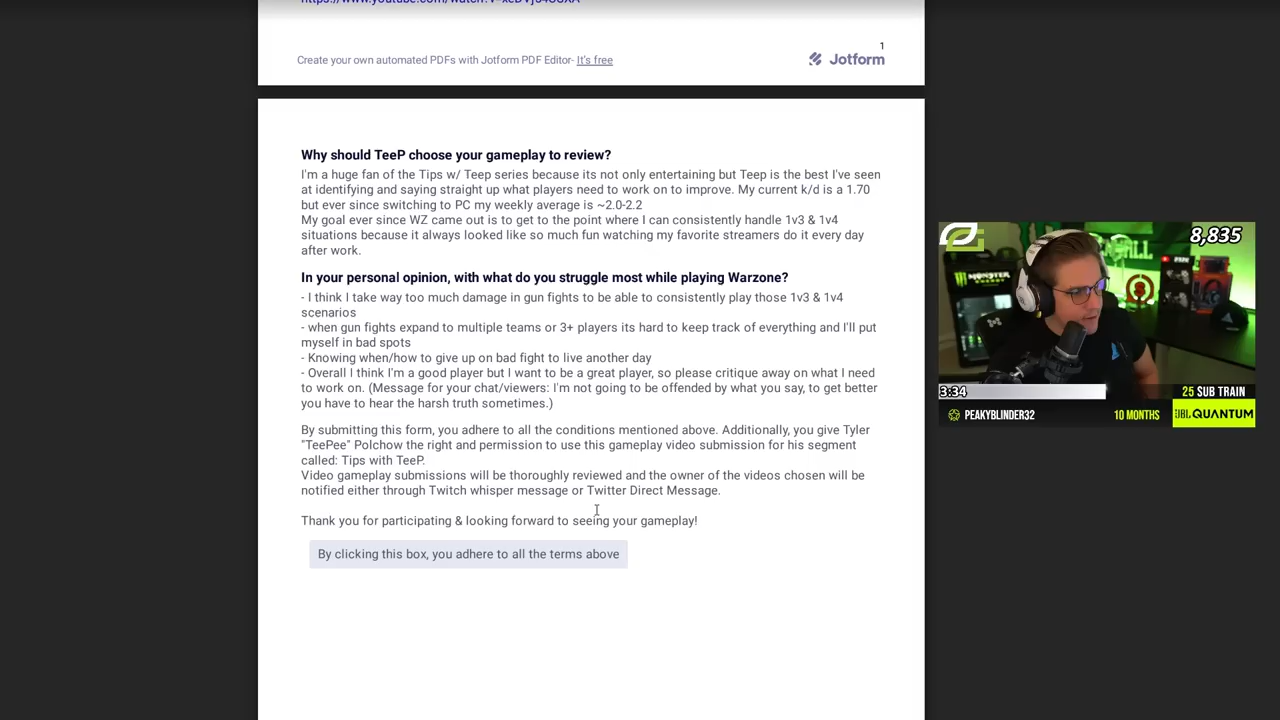 Create your own automated PDFs with Jotform PDF Editor- It's free
1
Jotform
Why should TeeP choose your gameplay to review?
I'm a huge fan of the Tips w/ Teep series because its not only entertaining but Teep is the best I've seen
at identifying and saying straight up what players need to work on to improve. My current k/d is a 1.70
but ever since switching to PC my weekly average is ~2.0-2.2
My goal ever since WZ came out is to get to the point where I can consistently handle 1v3 & 1v4
situations because it always looked like so much fun watching my favorite streamers do it every day
after work.
In your personal opinion, with what do you struggle most while playing Warzone?
- I think I take way too much damage in gun fights to be able to consistently play those 1v3 & 1v4
scenarios
- when gun fights expand to multiple teams or 3+ players its hard to keep track of everything and I'll put
myself in bad spots
- Knowing when/how to give up on bad fight to live another day
- Overall I think I'm a good player but I want to be a great player, so please critique away on what I need
to work on. (Message for your chat/viewers: I'm not going to be offended by what you say, to get better
you have to hear the harsh truth sometimes.)
By submitting this form, you adhere to all the conditions mentioned above. Additionally, you give Tyler
"TeePee" Polchow the right and permission to use this gameplay video submission for his segment
called: Tips with TeeP.
Video gameplay submissions will be thoroughly reviewed and the owner of the videos chosen will be
notified either through Twitch whisper message or Twitter Direct Message.
Thank you for participating & looking forward to seeing your gameplay!
By clicking this box, you adhere to all the terms above
8,835
MONSTER
3:34
25 SUB TRAIN
PEAKYBLINDER32
10 MONTHS
JBL QUANTUM